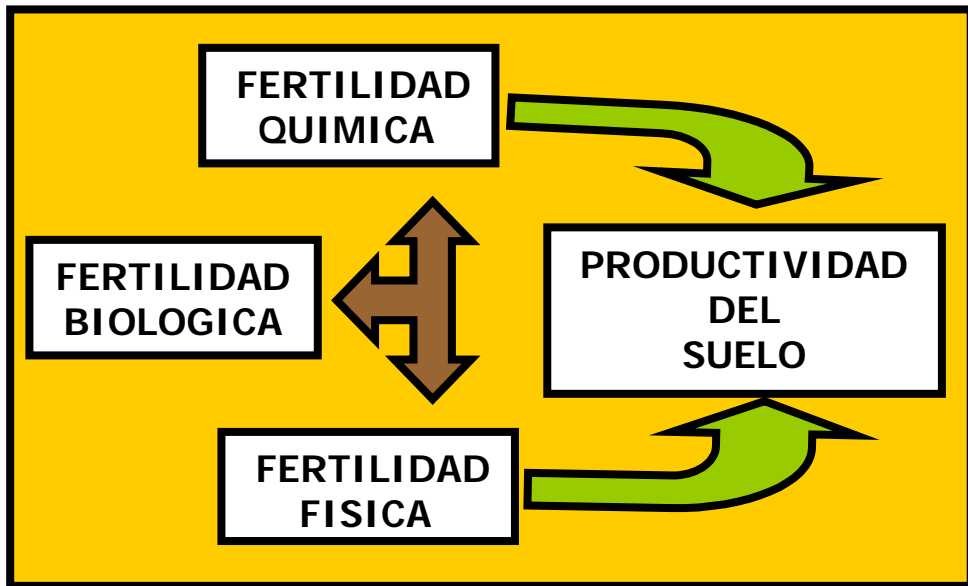 FERTILIDAD
QUIMICA
FERTILIDAD
BIOLOGICA
PRODUCTIVIDAD
DEL
SUELO
FERTILIDAD
FISICA